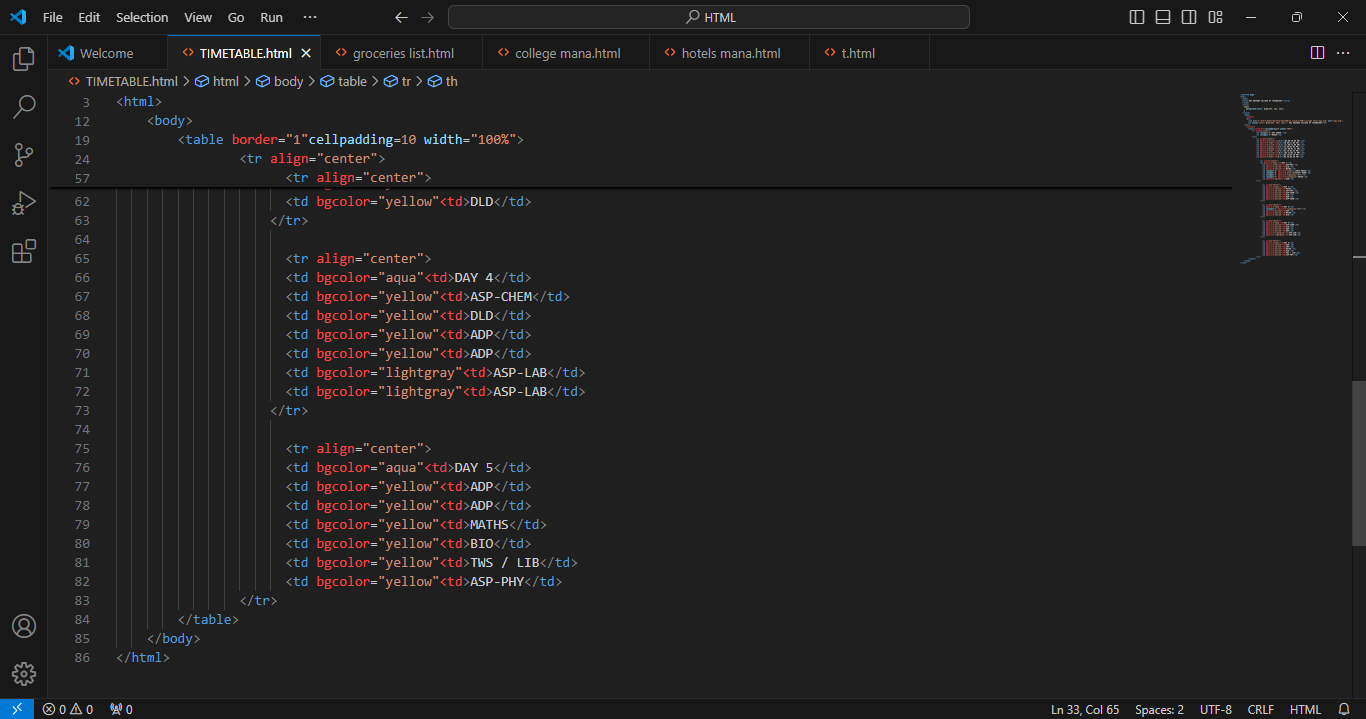 File Edit Selection View Go Run ··· HTML
Welcome TIMETABLE.html groceries list.html college mana.html hotels mana.html t.html
TIMETABLE.html > html > body > table > tr > th
3 <html>
12 <body>
19 <table border="1"cellpadding=10 width="100%">
24 <tr align="center">
57 <tr align="center">
62 <td bgcolor="yellow"<td>DLD</td>
63 </tr>
64
65 <tr align="center">
66 <td bgcolor="aqua"<td>DAY 4</td>
67 <td bgcolor="yellow"<td>ASP-CHEM</td>
68 <td bgcolor="yellow"<td>DLD</td>
69 <td bgcolor="yellow"<td>ADP</td>
70 <td bgcolor="yellow"<td>ADP</td>
71 <td bgcolor="lightgray"<td>ASP-LAB</td>
72 <td bgcolor="lightgray"<td>ASP-LAB</td>
73 </tr>
74
75 <tr align="center">
76 <td bgcolor="aqua"<td>DAY 5</td>
77 <td bgcolor="yellow"<td>ADP</td>
78 <td bgcolor="yellow"<td>ADP</td>
79 <td bgcolor="yellow"<td>MATHS</td>
80 <td bgcolor="yellow"<td>BIO</td>
81 <td bgcolor="yellow"<td>TWS / LIB</td>
82 <td bgcolor="yellow"<td>ASP-PHY</td>
83 </tr>
84 </table>
85 </body>
86 </html>
0 0 0 Ln 33, Col 65 Spaces: 2 UTF-8 CRLF HTML